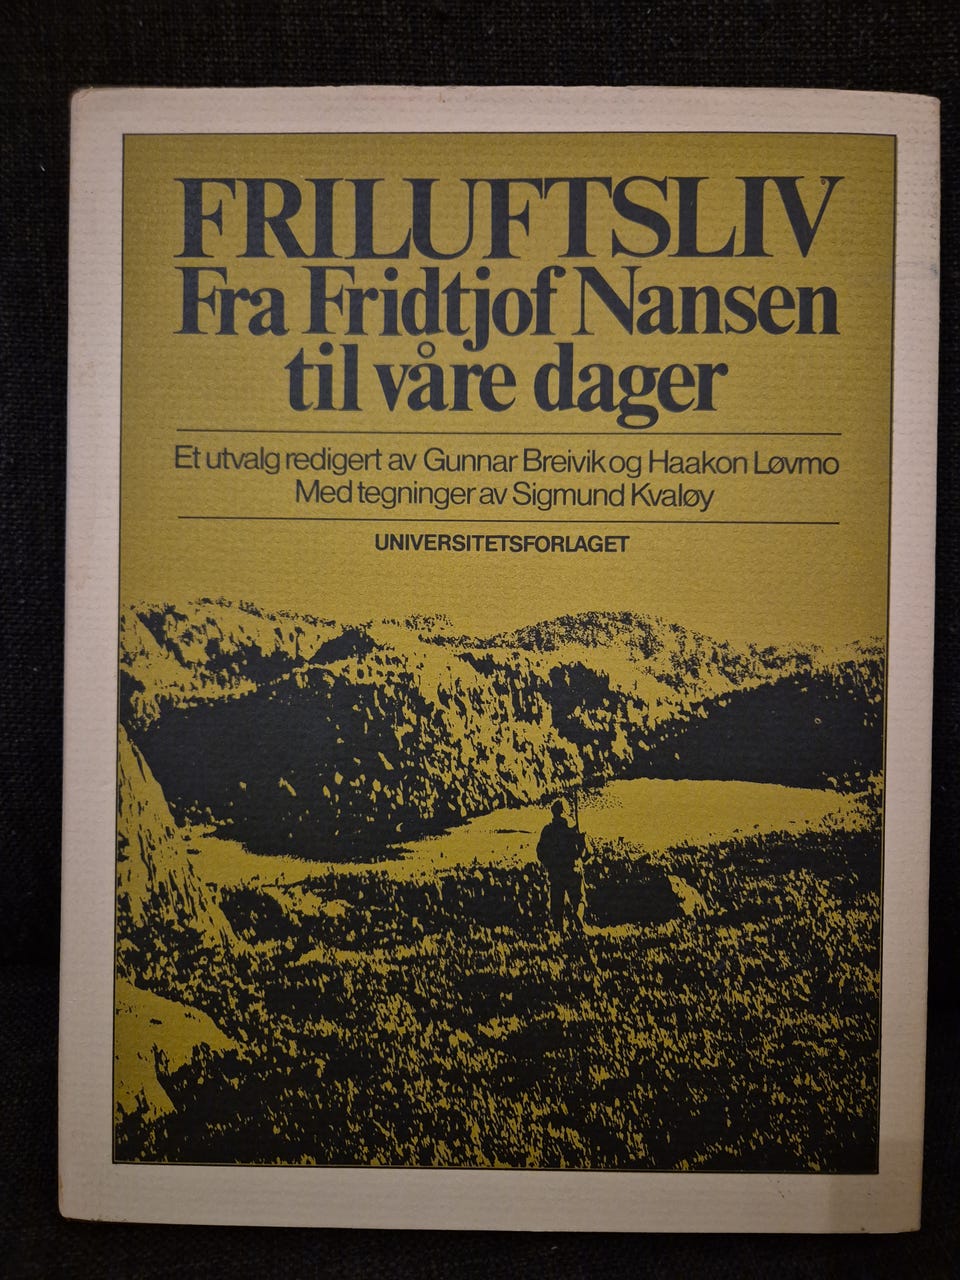 FRILUFTSLIV
Fra Fridtjof Nansen
til våre dager
Et utvalg redigert av Gunnar Breivik og Haakon Løvmo
Med tegninger av Sigmund Kvaløy
UNIVERSITETSFORLAGET